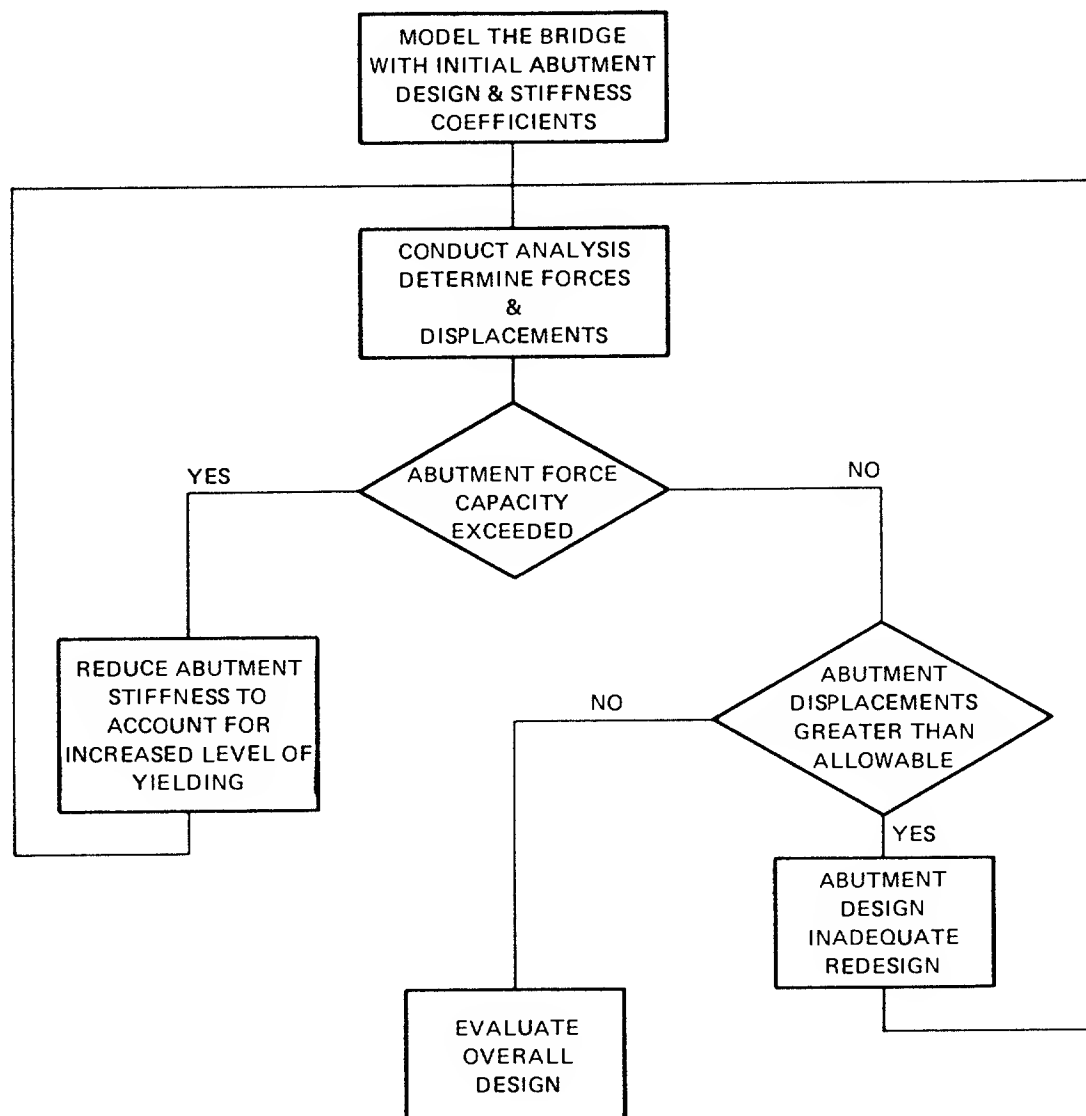 MODEL THE BRIDGE
WITH INITIAL ABUTMENT
DESIGN & STIFFNESS
COEFFICIENTS
CONDUCT ANALYSIS
DETERMINE FORCES
&
DISPLACEMENTS
YES
ABUTMENT FORCE
CAPACITY
EXCEEDED
NO
REDUCE ABUTMENT
STIFFNESS TO
ACCOUNT FOR
INCREASED LEVEL OF
YIELDING
NO
ABUTMENT
DISPLACEMENTS
GREATER THAN
ALLOWABLE
YES
ABUTMENT
DESIGN
INADEQUATE
REDESIGN
EVALUATE
OVERALL
DESIGN